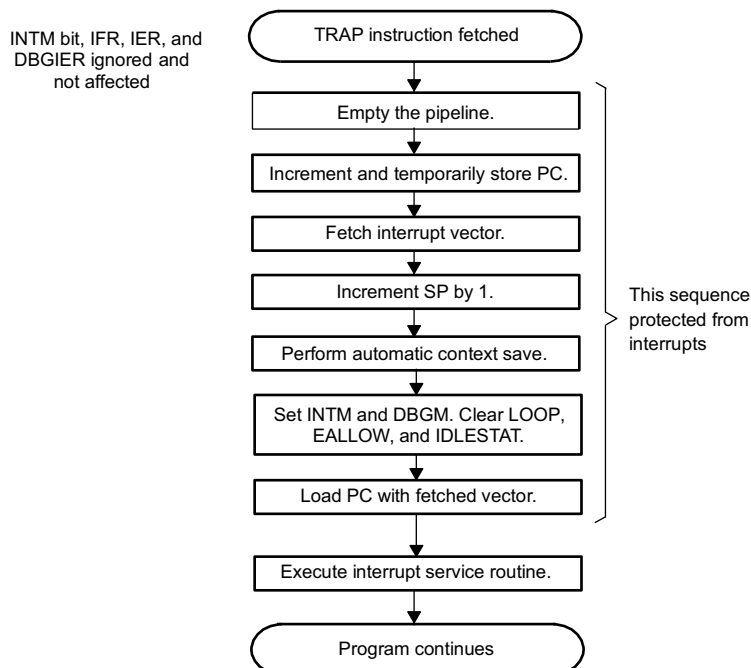 INTM bit, IFR, IER, and
DBGIER ignored and
not affected
TRAP instruction fetched
Empty the pipeline.
Increment and temporarily store PC.
Fetch interrupt vector.
Increment SP by 1.
Perform automatic context save.
Set INTM and DBGM. Clear LOOP,
EALLOW, and IDLESTAT.
Load PC with fetched vector.
This sequence
protected from
interrupts
Execute interrupt service routine.
Program continues